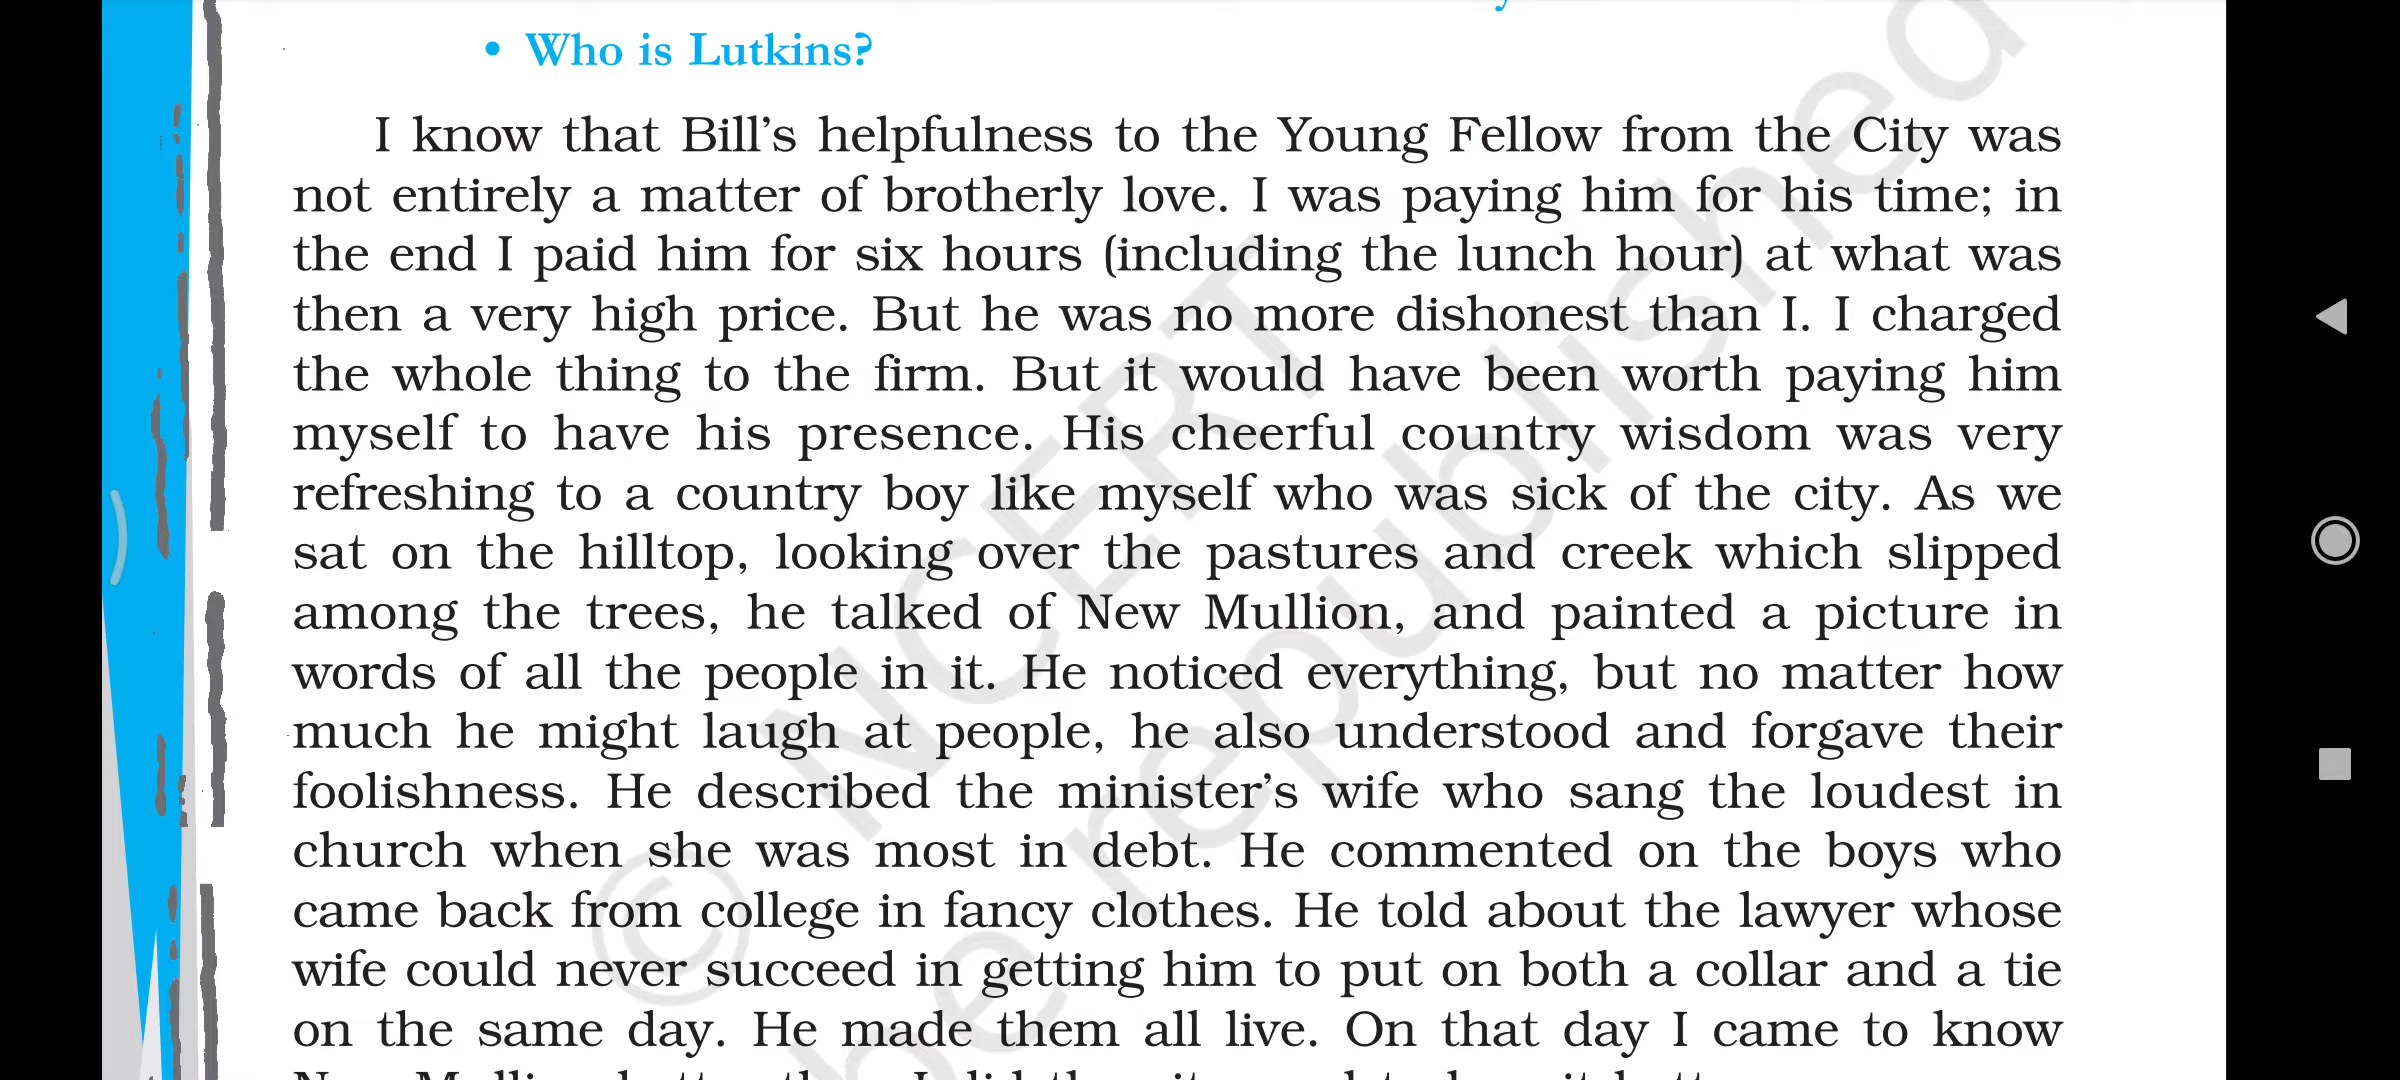 • Who is Lutkins?
I know that Bill’s helpfulness to the Young Fellow from the City was
not entirely a matter of brotherly love. I was paying him for his time; in
the end I paid him for six hours (including the lunch hour) at what was
then a very high price. But he was no more dishonest than I. I charged
the whole thing to the firm. But it would have been worth paying him
myself to have his presence. His cheerful country wisdom was very
refreshing to a country boy like myself who was sick of the city. As we
sat on the hilltop, looking over the pastures and creek which slipped
among the trees, he talked of New Mullion, and painted a picture in
words of all the people in it. He noticed everything, but no matter how
much he might laugh at people, he also understood and forgave their
foolishness. He described the minister’s wife who sang the loudest in
church when she was most in debt. He commented on the boys who
came back from college in fancy clothes. He told about the lawyer whose
wife could never succeed in getting him to put on both a collar and a tie
on the same day. He made them all live. On that day I came to know
© NCERT
be republished